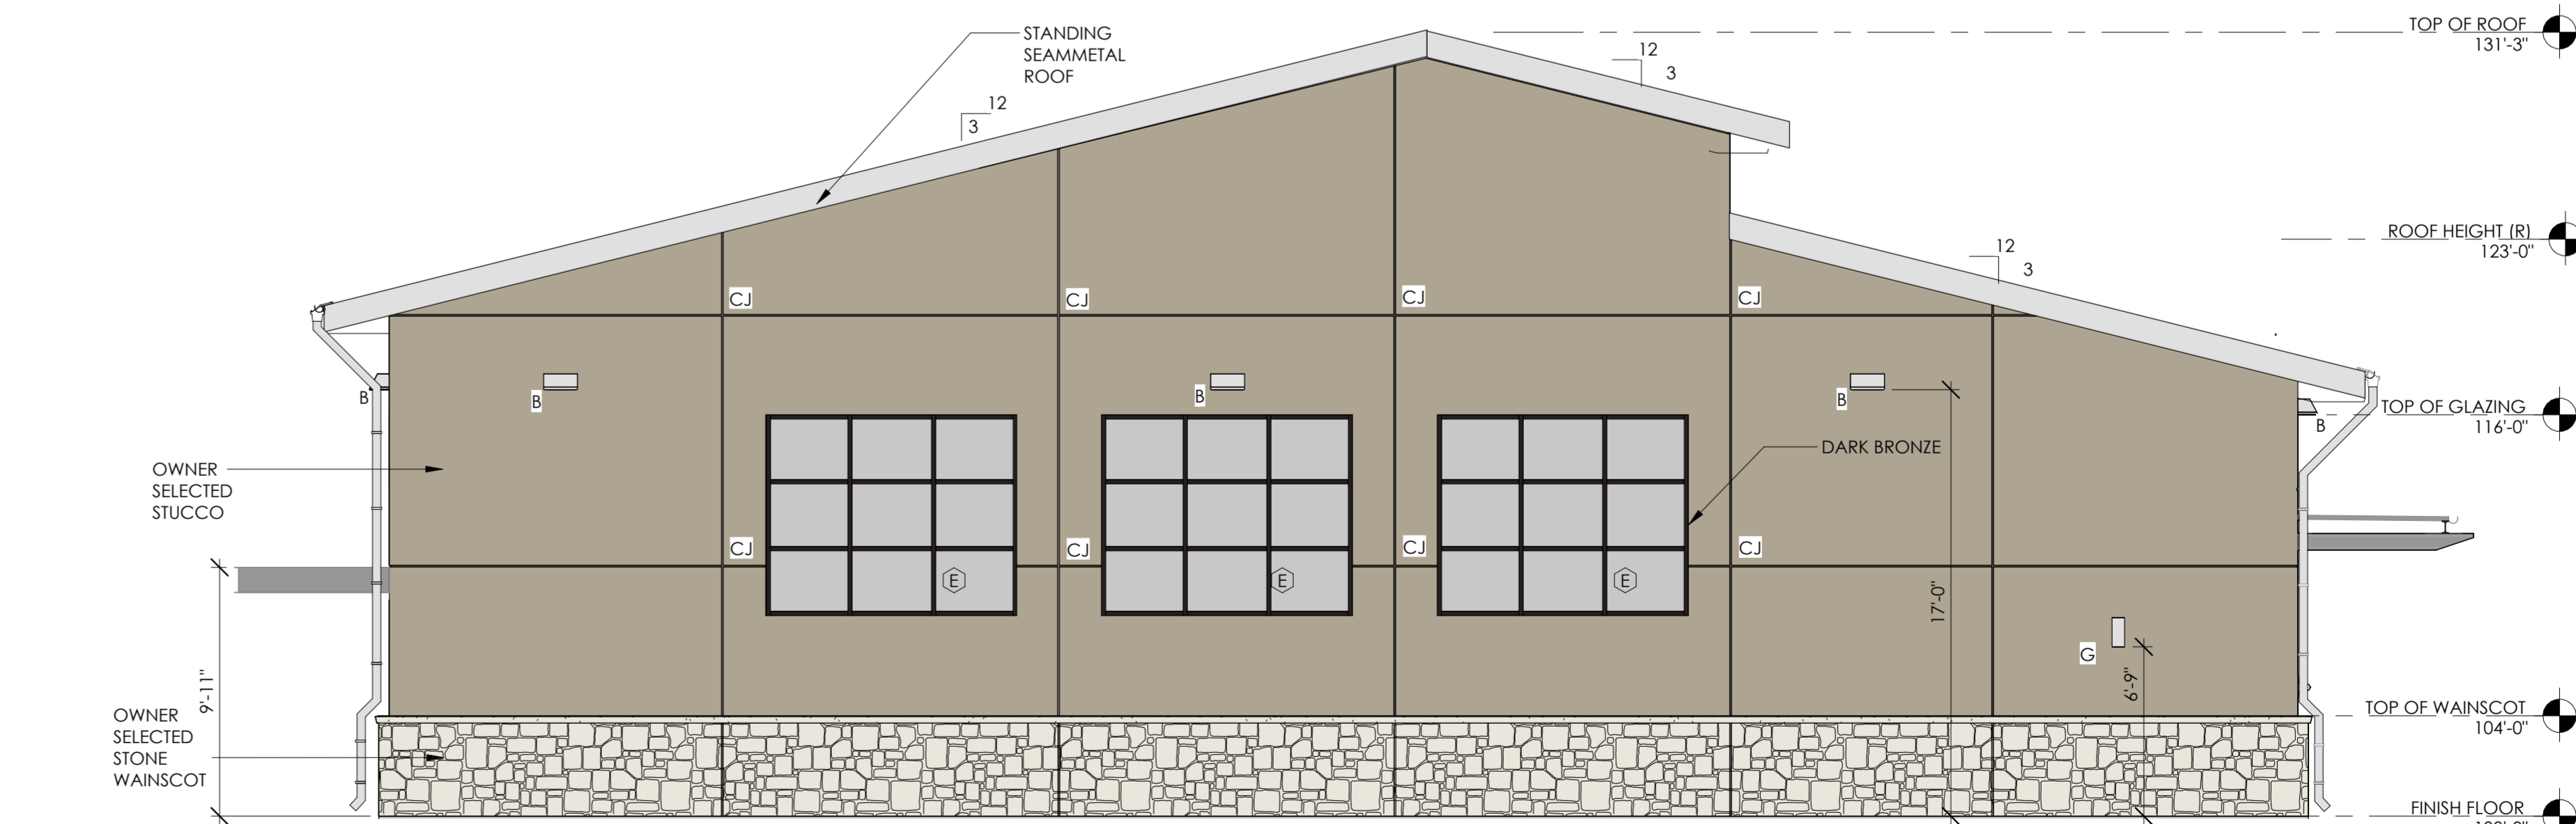 STANDING
SEAMMETAL
ROOF
12
3
12
3
TOP OF ROOF
131'-3"
12
3
ROOF HEIGHT (R)
123'-0"
CJ
CJ
CJ
CJ
B
B
B
B
B
TOP OF GLAZING
116'-0"
DARK BRONZE
OWNER
SELECTED
STUCCO
CJ
CJ
CJ
CJ
E
E
E
17'-0"
G
6'-9"
9'-11"
OWNER
SELECTED
STONE
WAINSCOT
TOP OF WAINSCOT
104'-0"
FINISH FLOOR